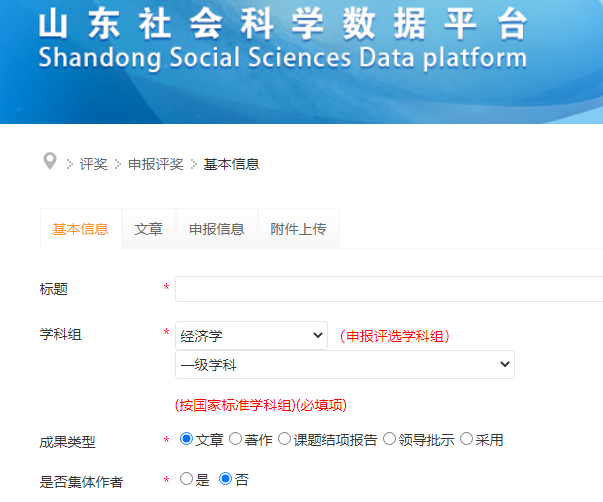 山东社会科学数据平台
Shandong Social Sciences Data platform
评奖 申报评奖 基本信息
基本信息 文章 申报信息 附件上传
标题 *
学科组 * 经济学 （申报评选学科组）
一级学科
(按国家标准学科组)(必填项)
成果类型 * 文章 著作 课题结项报告 领导批示 采用
是否集体作者 * 是 否